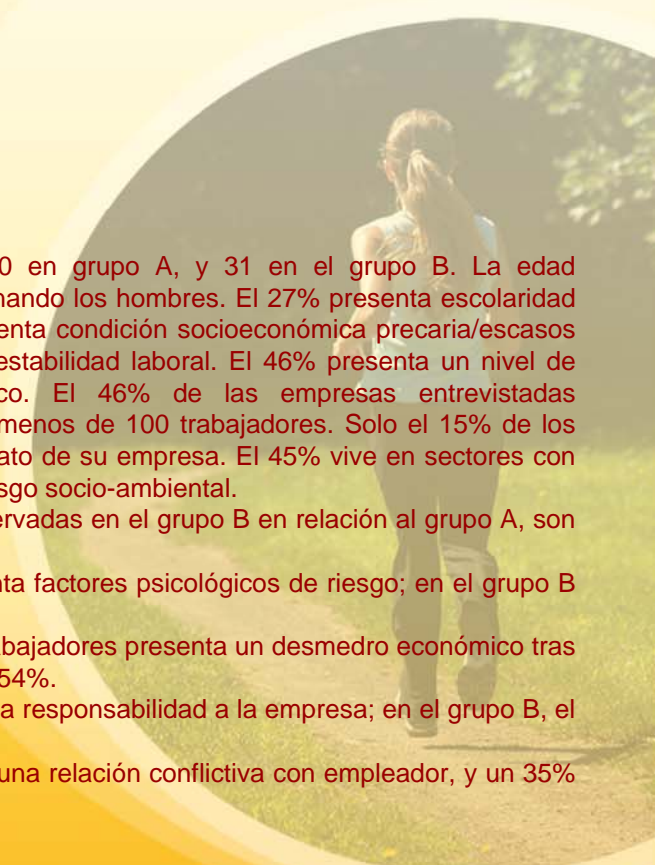 0 en grupo A, y 31 en el grupo B. La edad
nando los hombres. El 27% presenta escolaridad
enta condición socioeconómica precaria/escasos
estabilidad laboral. El 46% presenta un nivel de
co. El 46% de las empresas entrevistadas
menos de 100 trabajadores. Solo el 15% de los
ato de su empresa. El 45% vive en sectores con
sgo socio-ambiental.
ervadas en el grupo B en relación al grupo A, son
nta factores psicológicos de riesgo; en el grupo B
abajadores presenta un desmedro económico tras
54%.
a responsabilidad a la empresa; en el grupo B, el
una relación conflictiva con empleador, y un 35%